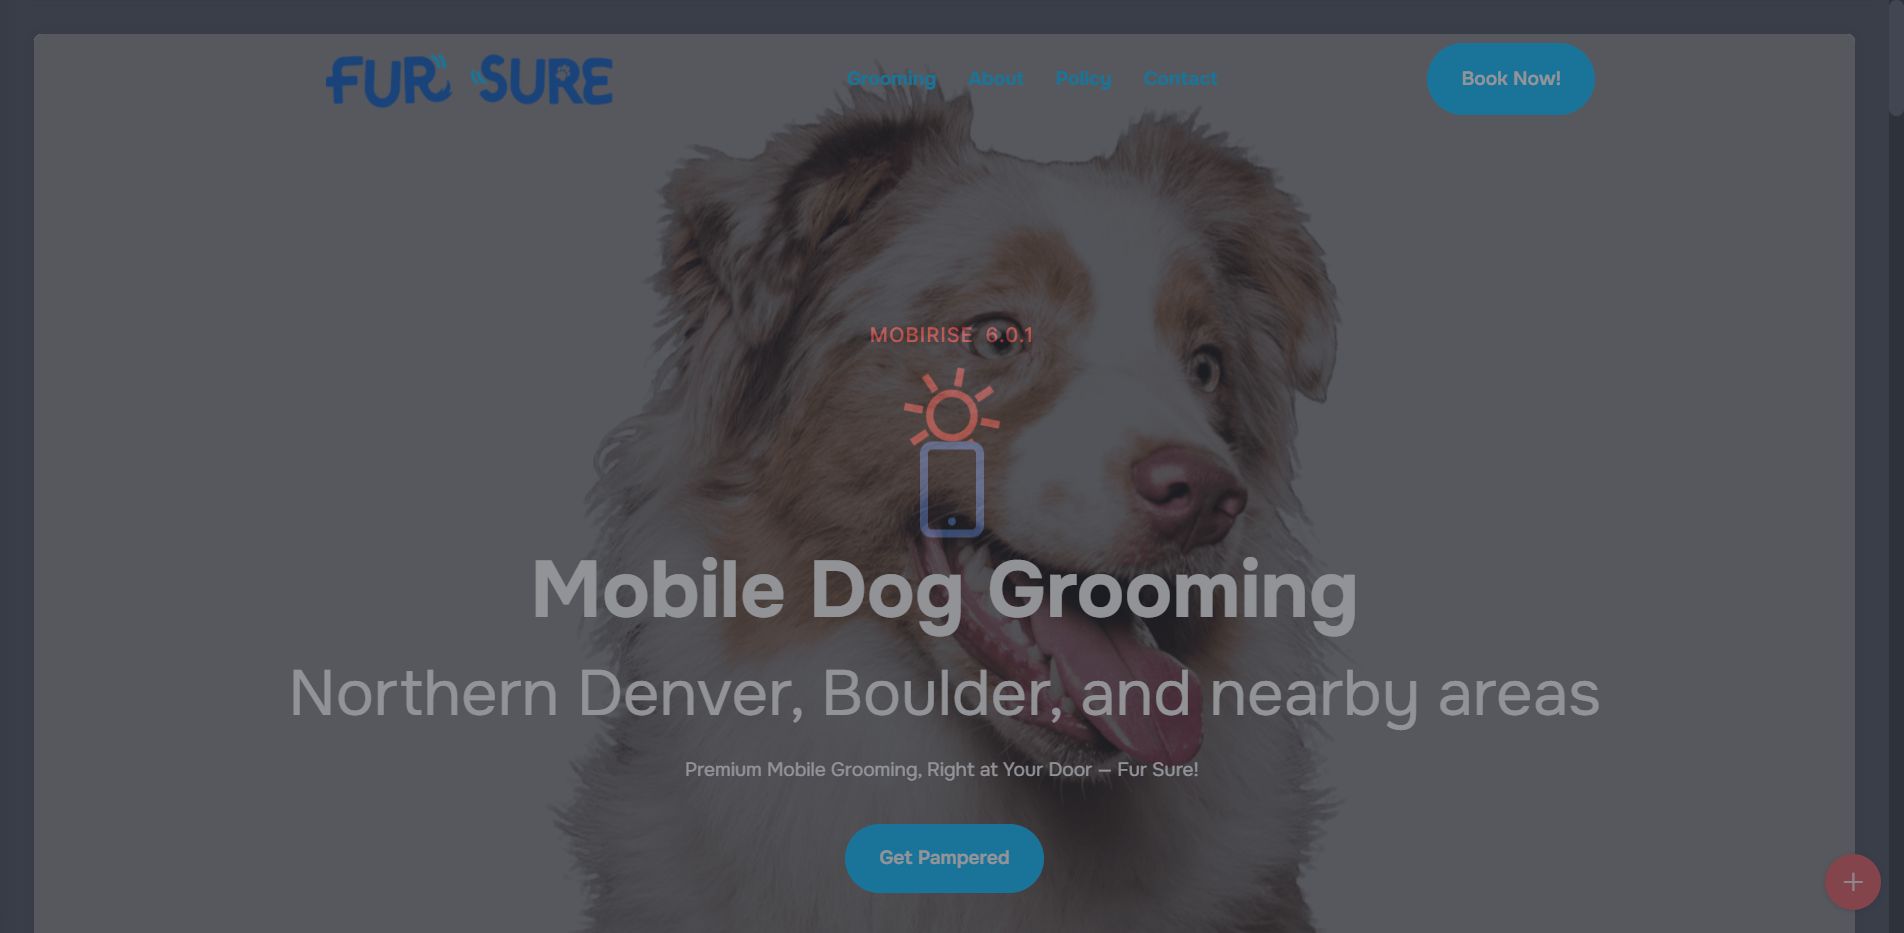 FUR SURE
Grooming About Policy Contact
Book Now!
MOBIRISE 6.0.1
Mobile Dog Grooming
Northern Denver, Boulder, and nearby areas
Premium Mobile Grooming, Right at Your Door — Fur Sure!
Get Pampered